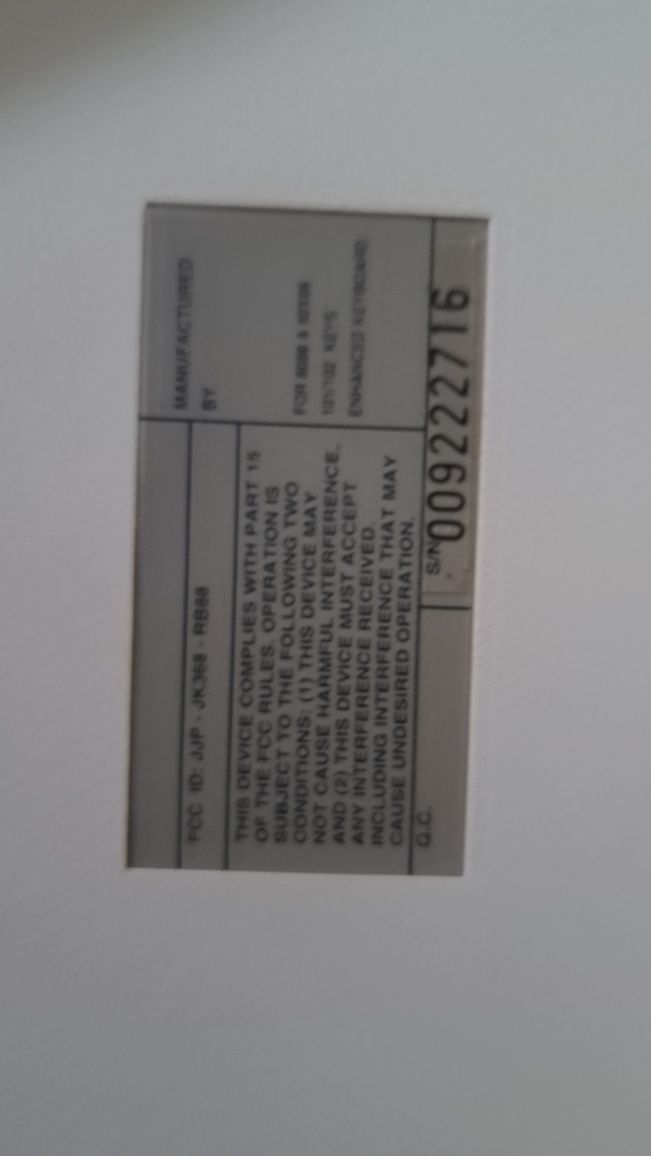 FCC ID: JJP - JK368 - RB88
THIS DEVICE COMPLIES WITH PART 15
OF THE FCC RULES. OPERATION IS
SUBJECT TO THE FOLLOWING TWO
CONDITIONS: (1) THIS DEVICE MAY
NOT CAUSE HARMFUL INTERFERENCE,
AND (2) THIS DEVICE MUST ACCEPT
ANY INTERFERENCE RECEIVED.
INCLUDING INTERFERENCE THAT MAY
CAUSE UNDESIRED OPERATION.
MANUFACTURED
BY
FOR 8088 &
101/102 KEYS
ENHANCED KEYBOARD
Q.C.
S/N 009222716